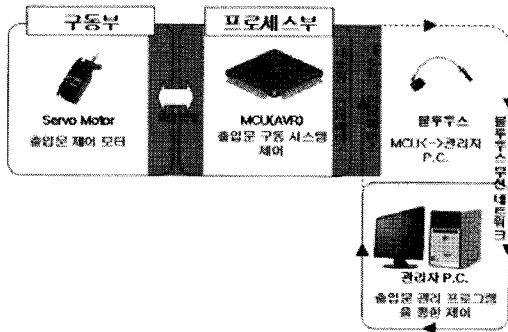 구동부
프로세스부
Servo Motor
출입문 제어 모터
MCU(AVR)
출입문 구동 시스템
제어
블루투스
MCU<->관리자
P.C.
블루투스 무선 네트워크
관리자 P.C.
출입문 관리 프로그램
을 통한 제어